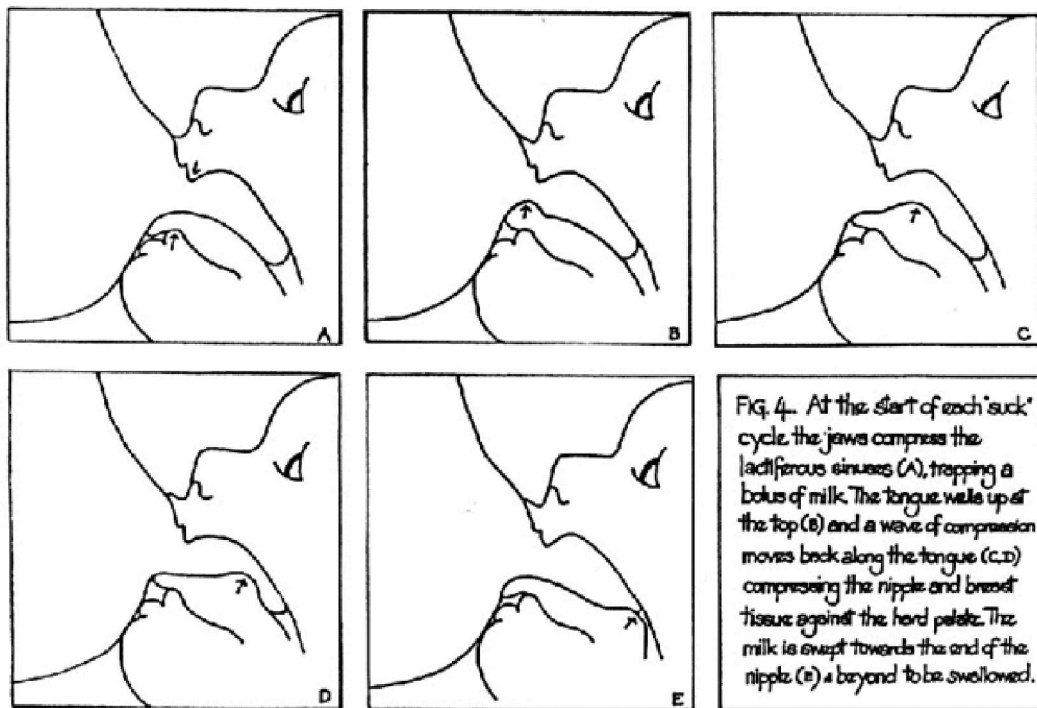 A
B
C
D
E
FIG. 4. At the start of each "suck"
cycle the jaws compress the
lactiferous sinuses (A), trapping a
bolus of milk. The tongue wells up at
the top (B) and a wave of compression
moves back along the tongue (C,D)
compressing the nipple and breast
tissue against the hard palate. The
milk is swept towards the end of the
nipple (E) & beyond to be swallowed.